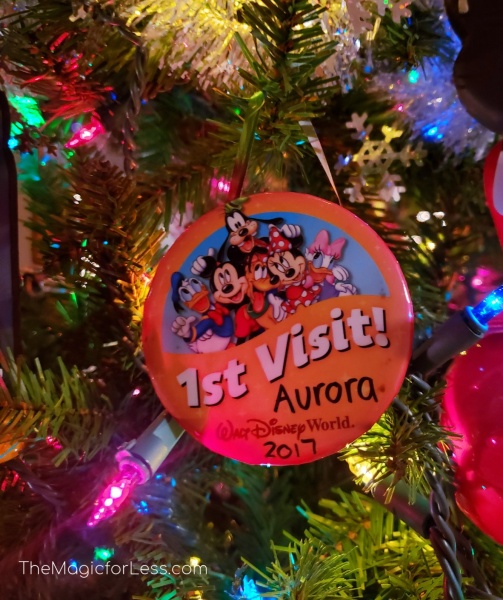 1st Visit!
Aurora
Walt Disney World.
2017
TheMagicforLess.com